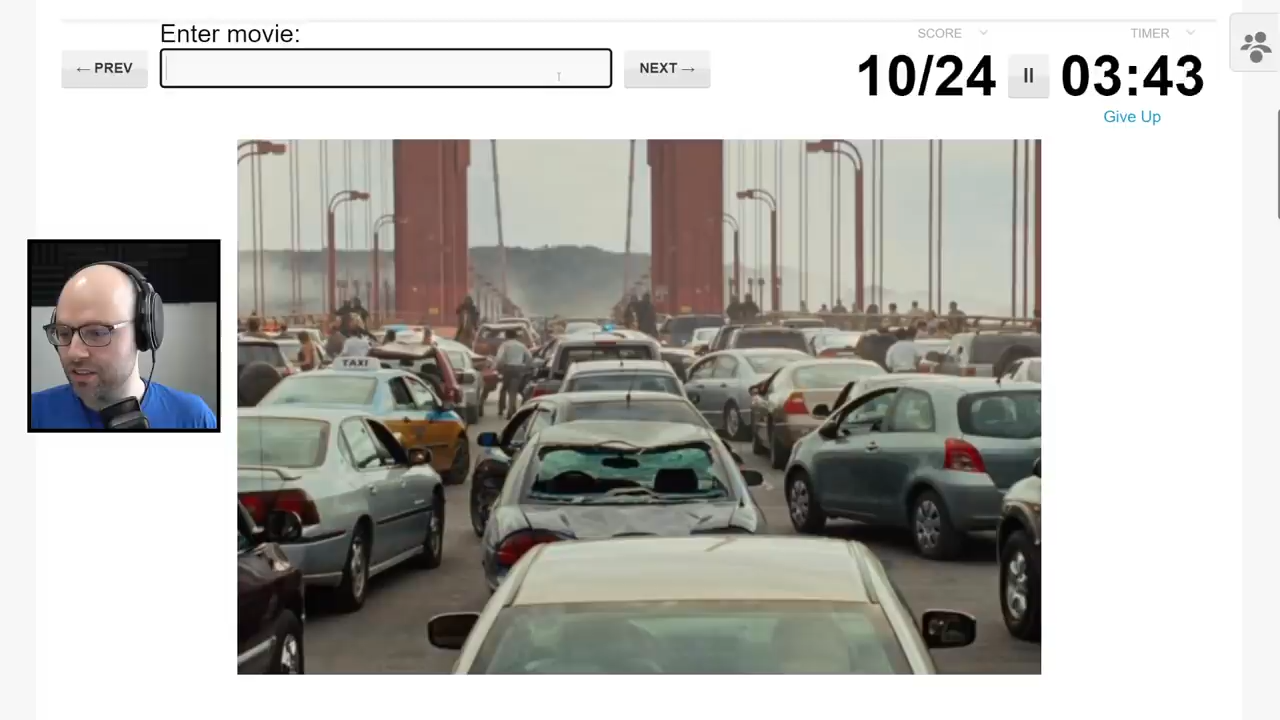 Enter movie:
← PREV
NEXT →
SCORE
10/24
TIMER
03:43
Give Up
TAXI